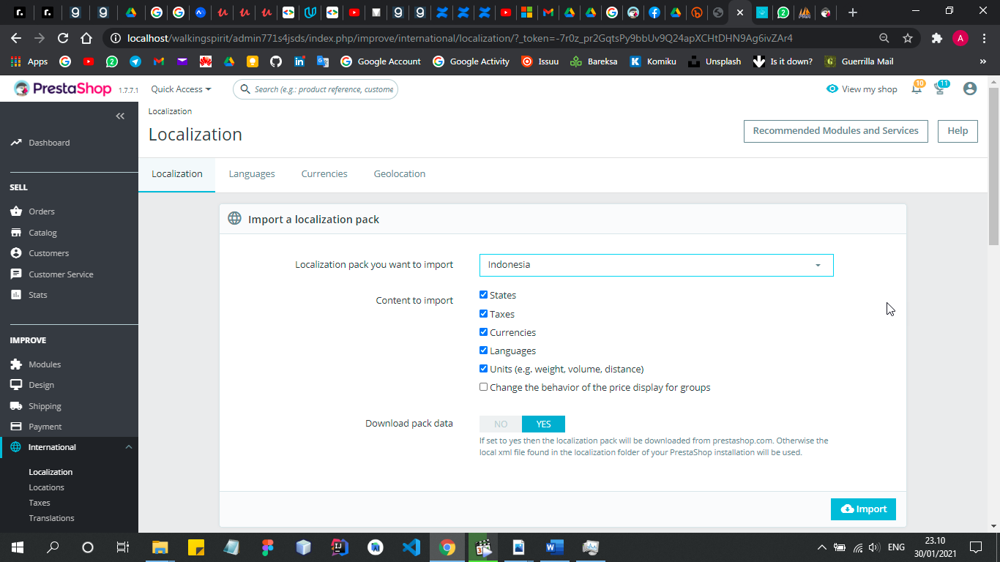 localhost/walkingspirit/admin771s4jsds/index.php/improve/international/localization/?_token=-7r0z_pr2GqtsPy9bbUv9Q24apXCHtDHN9Ag6ivZAr4
A
Apps
Google Account
Google Activity
Issuu
Bareksa
Komiku
Unsplash
Is it down?
Guerrilla Mail
»
PrestaShop 1.7.7.1
Quick Access
Search (e.g.: product reference, custome
View my shop
10
11
Localization
Localization
Recommended Modules and Services
Help
Dashboard
SELL
Orders
Catalog
Customers
Customer Service
Stats
IMPROVE
Modules
Design
Shipping
Payment
International
Localization
Locations
Taxes
Translations
Localization
Languages
Currencies
Geolocation
Import a localization pack
Localization pack you want to import
Indonesia
Content to import
States
Taxes
Currencies
Languages
Units (e.g. weight, volume, distance)
Change the behavior of the price display for groups
Download pack data
NO
YES
If set to yes then the localization pack will be downloaded from prestashop.com. Otherwise the
local xml file found in the localization folder of your PrestaShop installation will be used.
Import
ENG
23.10
30/01/2021